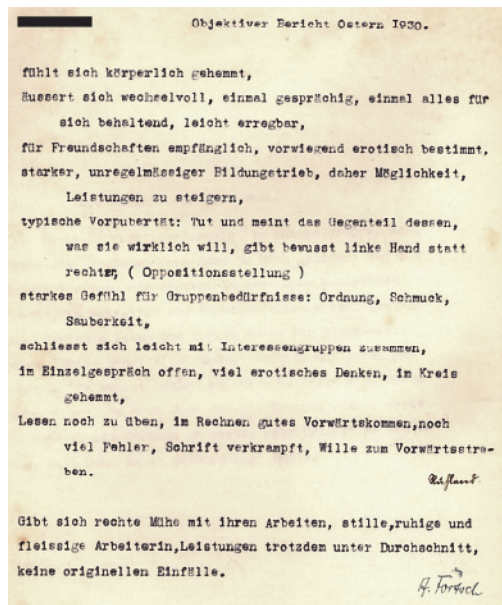 Objektiver Bericht Ostern I930.
fühlt sich körperlich gehemmt,
äussert sich wechselvoll, einmal gesprächig, einmal alles für
sich behaltend, leicht erregbar,
für Freundschaften empfänglich, vorwiegend erotisch bestimmt,
starker, unregelmässiger Bildungstrieb, daher Möglichkeit,
Leistungen zu steigern,
typische Vorpubertät: Tut und meint das Gegenteil dessen,
was sie wirklich will, gibt bewusst linke Hand statt
rechter, ( Oppositionsstellung )
starkes Gefühl für Gruppenbedürfnisse: Ordnung, Schmuck,
Sauberkeit,
schliesst sich leicht mit Interessengruppen zusammen,
im Einzelgespräch offen, viel erotisches Denken, im Kreis
gehemmt,
Lesen noch zu üben, im Rechnen gutes Vorwärtskommen,noch
viel Fehler, Schrift verkrampft, Wille zum Vorwärtsstre-
ben.
Gibt sich rechte Mühe mit ihren Arbeiten, stille,ruhige und
fleissige Arbeiterin,Leistungen trotzdem unter Durchschnitt,
keine originellen Einfälle.
A. Förtsch